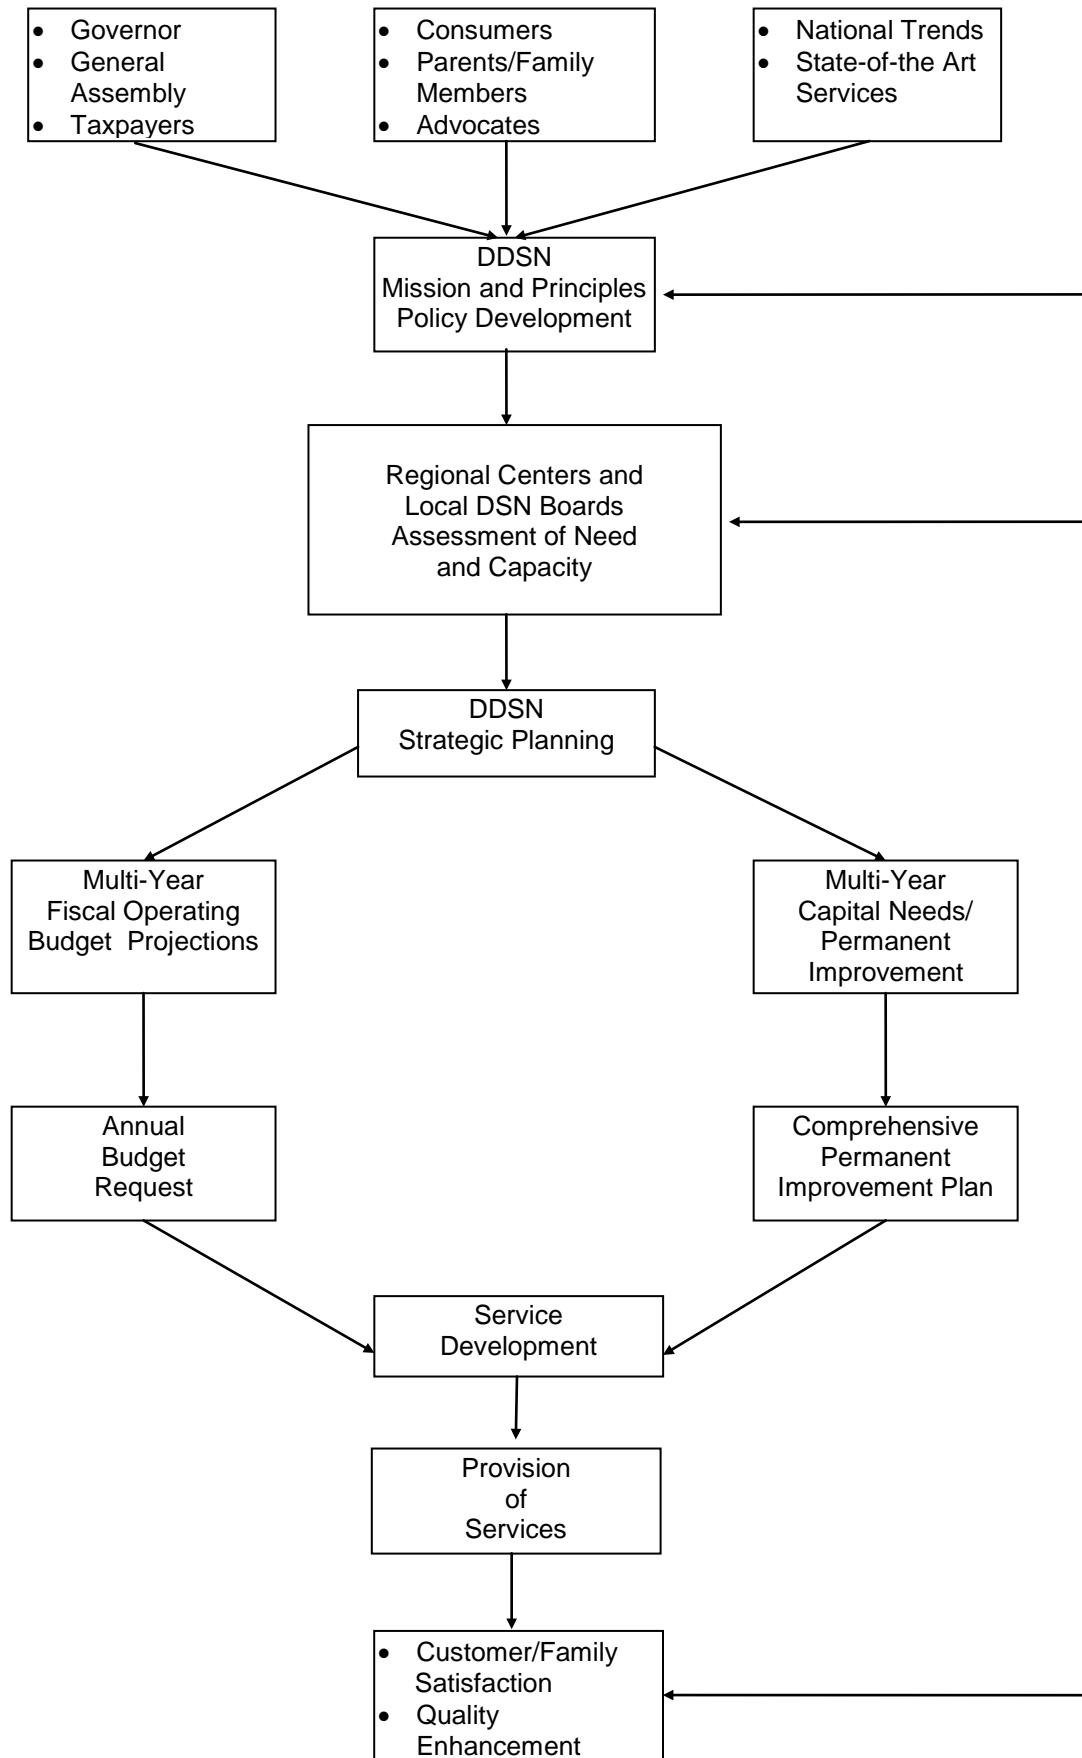 • Governor
• General
Assembly
• Taxpayers
• Consumers
• Parents/Family
Members
• Advocates
• National Trends
• State-of-the Art
Services
DDSN
Mission and Principles
Policy Development
Regional Centers and
Local DSN Boards
Assessment of Need
and Capacity
DDSN
Strategic Planning
Multi-Year
Fiscal Operating
Budget Projections
Multi-Year
Capital Needs/
Permanent
Improvement
Annual
Budget
Request
Comprehensive
Permanent
Improvement Plan
Service
Development
Provision
of
Services
• Customer/Family
Satisfaction
• Quality
Enhancement